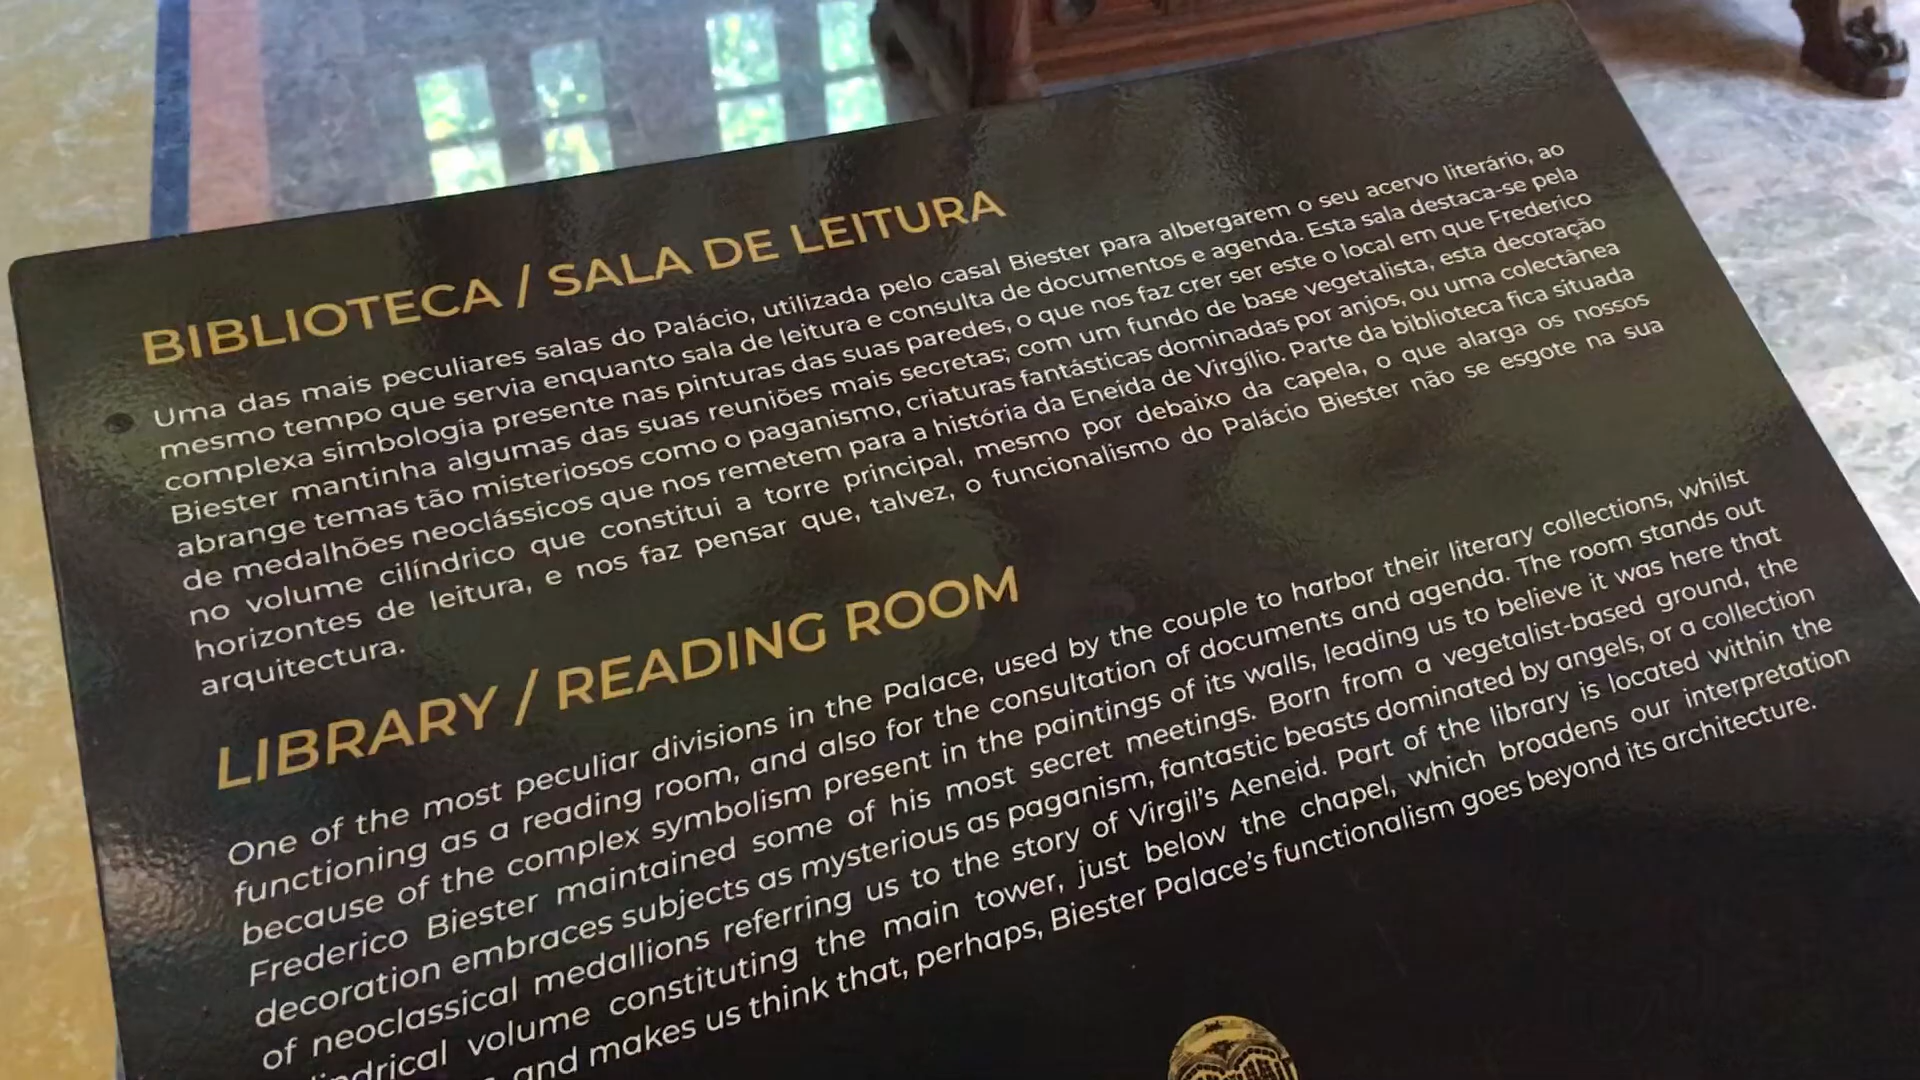 BIBLIOTECA / SALA DE LEITURA
Uma das mais peculiares salas do Palácio, utilizada pelo casal Biester para albergarem o seu acervo literário, ao
mesmo tempo que servia enquanto sala de leitura e consulta de documentos e agenda. Esta sala destaca-se pela
complexa simbologia presente nas pinturas das suas paredes, o que nos faz crer ser este o local em que Frederico
Biester mantinha algumas das suas reuniões mais secretas; com um fundo de base vegetalista, esta decoração
abrange temas tão misteriosos como o paganismo, criaturas fantásticas dominadas por anjos, ou uma colectânea
de medalhões neoclássicos que nos remetem para a história da Eneida de Virgílio. Parte da biblioteca fica situada
no volume cilíndrico que constitui a torre principal, mesmo por debaixo da capela, o que alarga os nossos
horizontes de leitura, e nos faz pensar que, talvez, o funcionalismo do Palácio Biester não se esgote na sua
arquitectura.
LIBRARY / READING ROOM
One of the most peculiar divisions in the Palace, used by the couple to harbor their literary collections, whilst
functioning as a reading room, and also for the consultation of documents and agenda. The room stands out
because of the complex symbolism present in the paintings of its walls, leading us to believe it was here that
Frederico Biester maintained some of his most secret meetings. Born from a vegetalist-based ground, the
decoration embraces subjects as mysterious as paganism, fantastic beasts dominated by angels, or a collection
of neoclassical medallions referring us to the story of Virgil's Aeneid. Part of the library is located within the
volume constituting the main tower, just below the chapel, which broadens our interpretation
and makes us think that, perhaps, Biester Palace's functionalism goes beyond its architecture.